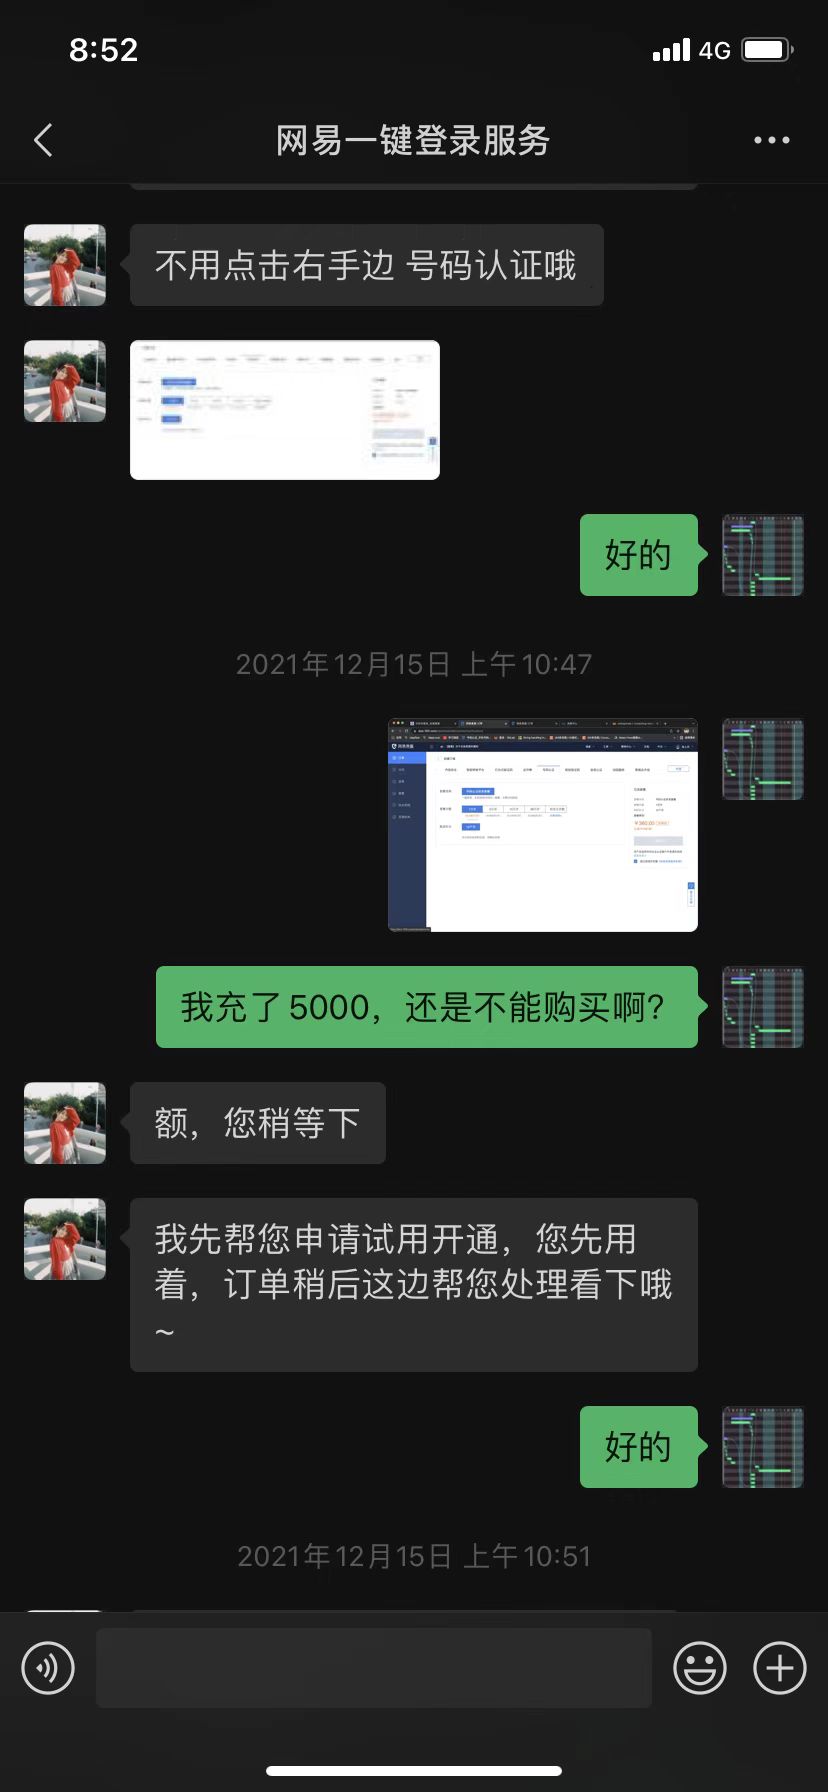 8:52
4G
网易一键登录服务
不用点击右手边 号码认证哦
好的
2021年12月15日 上午10:47
我充了5000，还是不能购买啊？
额，您稍等下
我先帮您申请试用开通，您先用
着，订单稍后这边帮您处理看下哦
~
好的
2021年12月15日 上午10:51